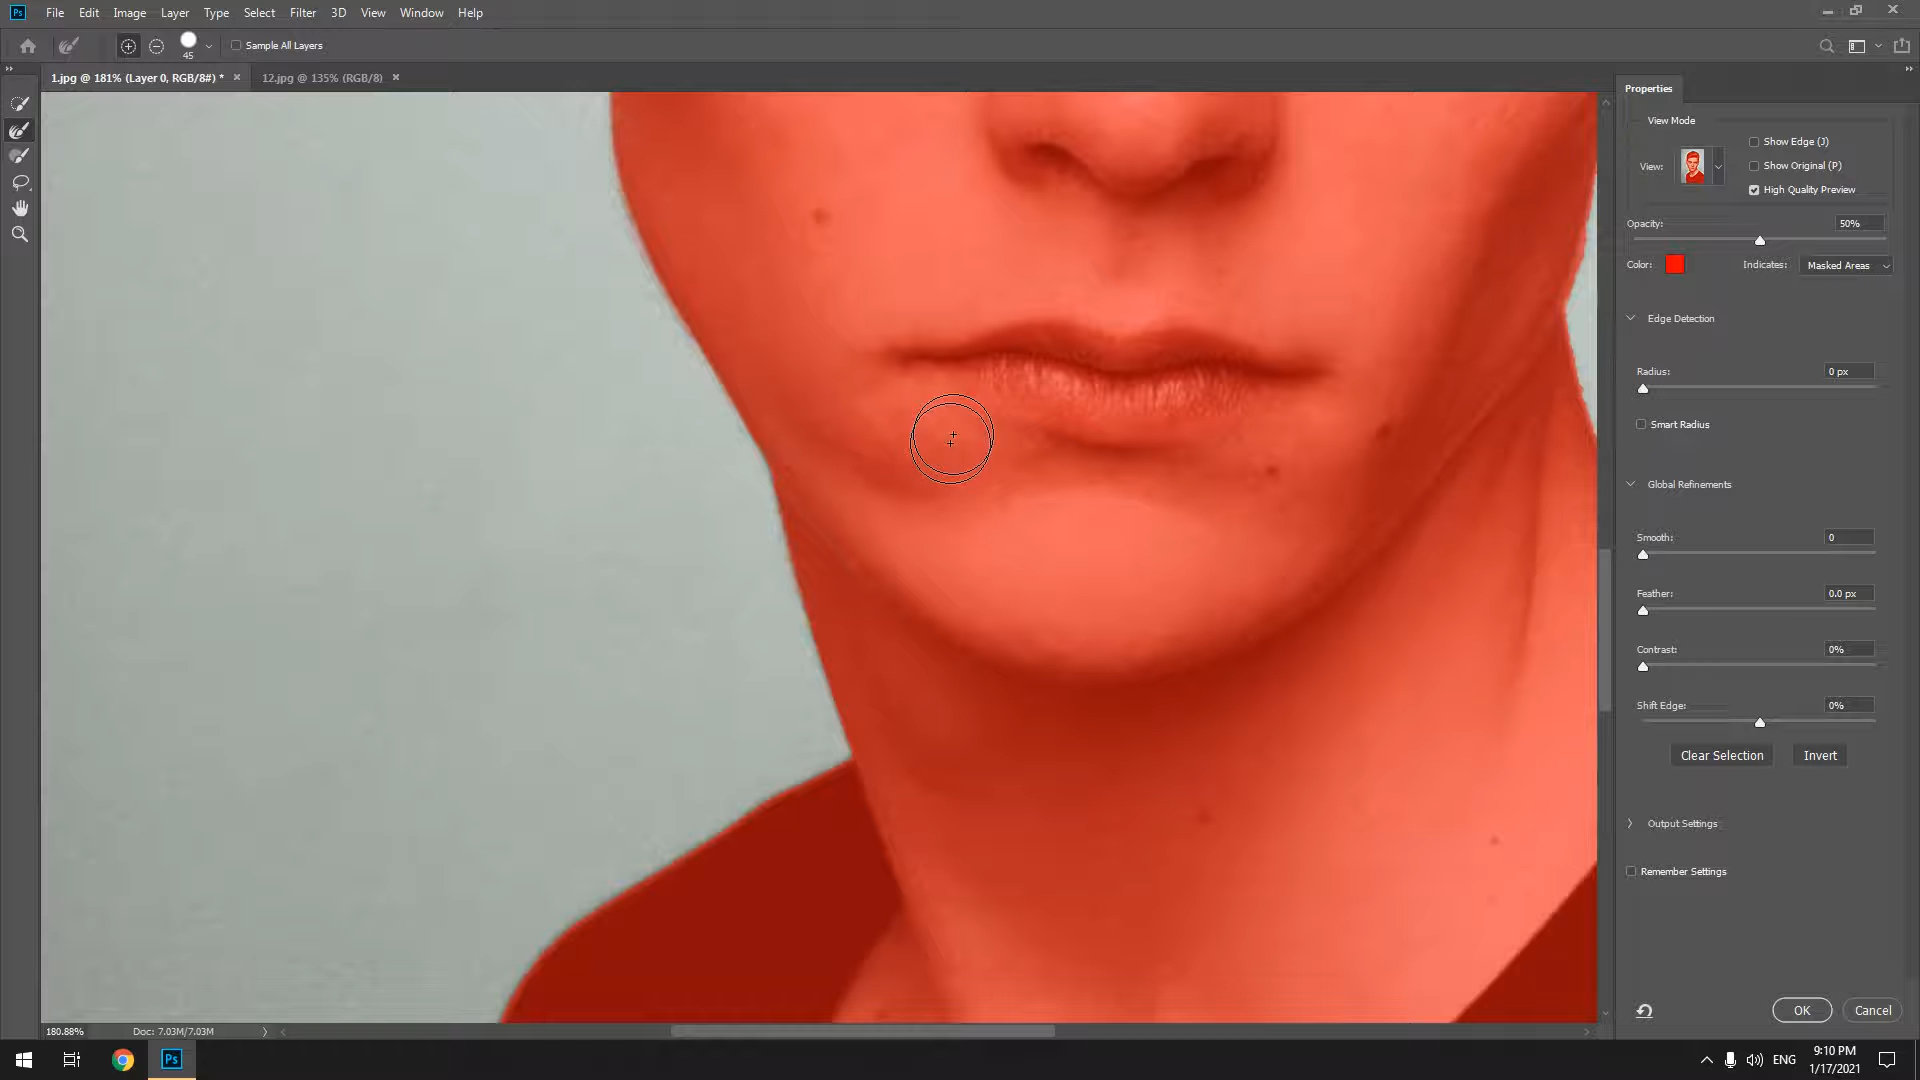 Ps File Edit Image Layer Type Select Filter 3D View Window Help
45 Sample All Layers
1.jpg @ 181% (Layer 0, RGB/8#) * 12.jpg @ 135% (RGB/8)
Properties
View Mode
Show Edge (J)
View: Show Original (P)
High Quality Preview
Opacity: 50%
Color: Indicates: Masked Areas
Edge Detection
Radius: 0 px
Smart Radius
Global Refinements
Smooth: 0
Feather: 0.0 px
Contrast: 0%
Shift Edge: 0%
Clear Selection Invert
Output Settings
Remember Settings
OK Cancel
180.88% Doc: 7.03M/7.03M
Ps ENG 9:10 PM
1/17/2021